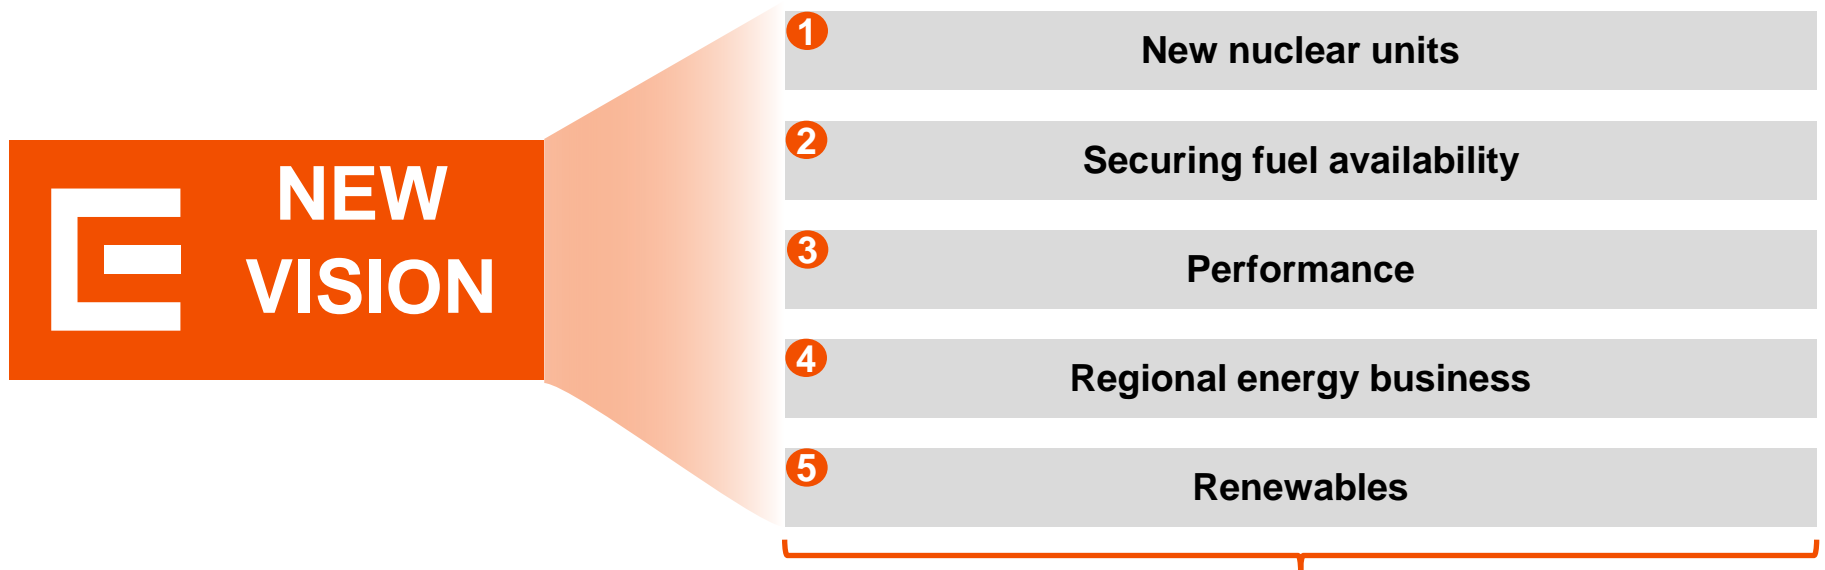 NEW
VISION
1
New nuclear units
2
Securing fuel availability
3
Performance
4
Regional energy business
5
Renewables